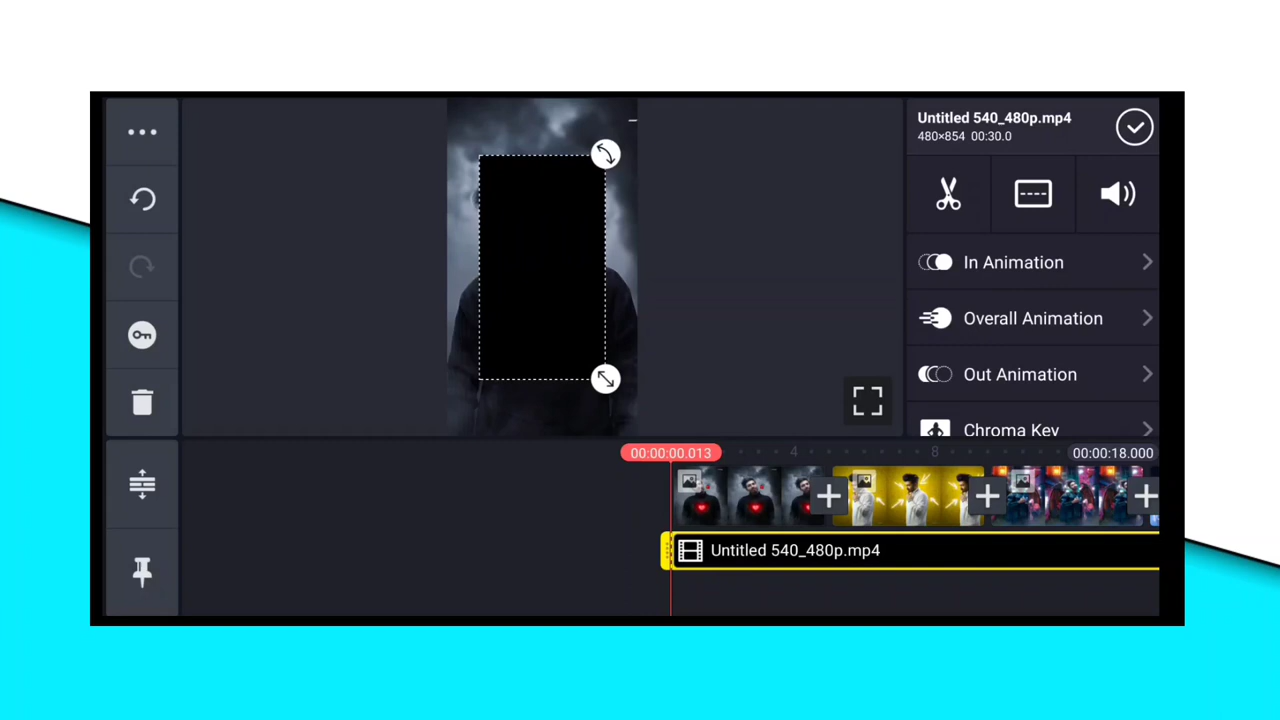 Untitled 540_480p.mp4
480×854 00:30.0
In Animation
Overall Animation
Out Animation
Chroma Key
00:00:00.013
4
8
00:00:18.000
Untitled 540_480p.mp4